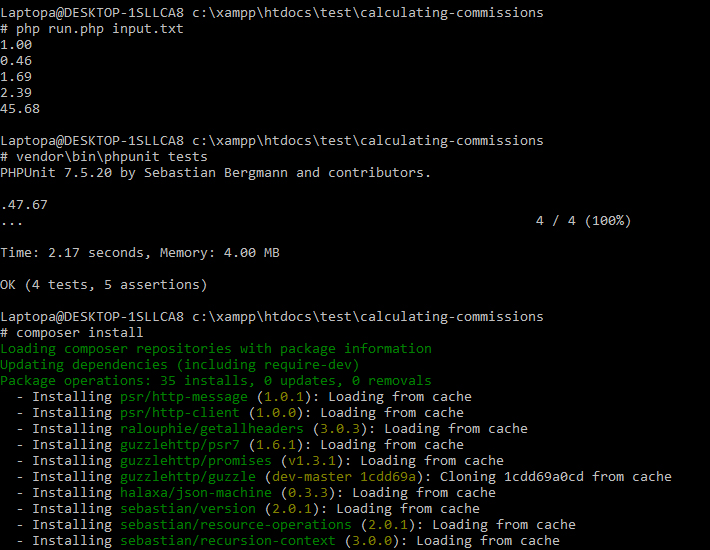 Laptopa@DESKTOP-1SLLCA8 c:\xampp\htdocs\test\calculating-commissions
# php run.php input.txt
1.00
0.46
1.69
2.39
45.68
Laptopa@DESKTOP-1SLLCA8 c:\xampp\htdocs\test\calculating-commissions
# vendor\bin\phpunit tests
PHPUnit 7.5.20 by Sebastian Bergmann and contributors.
.47.67
... 4 / 4 (100%)
Time: 2.17 seconds, Memory: 4.00 MB
OK (4 tests, 5 assertions)
Laptopa@DESKTOP-1SLLCA8 c:\xampp\htdocs\test\calculating-commissions
# composer install
Loading composer repositories with package information
Updating dependencies (including require-dev)
Package operations: 35 installs, 0 updates, 0 removals
- Installing psr/http-message (1.0.1): Loading from cache
- Installing psr/http-client (1.0.0): Loading from cache
- Installing ralouphie/getallheaders (3.0.3): Loading from cache
- Installing guzzlehttp/psr7 (1.6.1): Loading from cache
- Installing guzzlehttp/promises (v1.3.1): Loading from cache
- Installing guzzlehttp/guzzle (dev-master 1cdd69a): Cloning 1cdd69a0cd from cache
- Installing halaxa/json-machine (0.3.3): Loading from cache
- Installing sebastian/version (2.0.1): Loading from cache
- Installing sebastian/resource-operations (2.0.1): Loading from cache
- Installing sebastian/recursion-context (3.0.0): Loading from cache